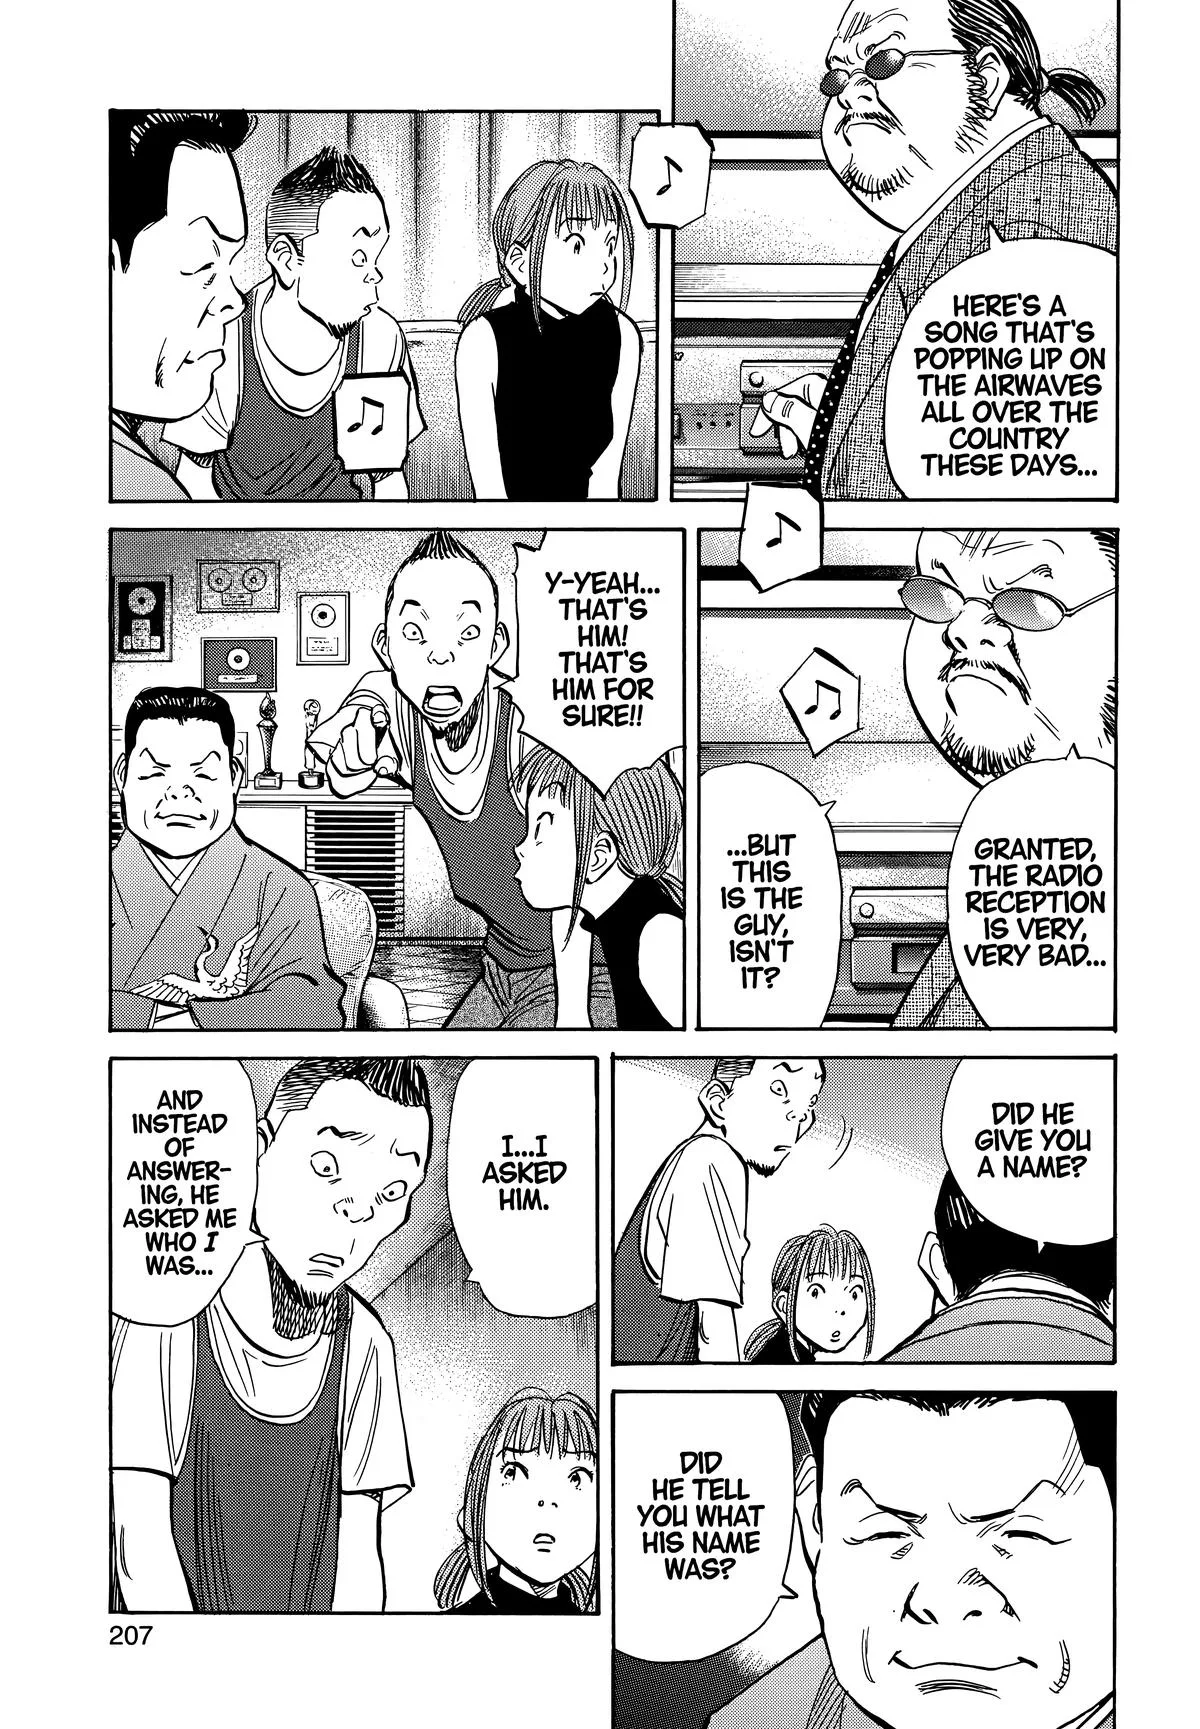 HERE'S A
SONG THAT'S
POPPING UP ON
THE AIRWAVES
ALL OVER THE
COUNTRY
THESE DAYS...
GRANTED,
THE RADIO
RECEPTION
IS VERY,
VERY BAD...
...BUT
THIS
IS THE
GUY,
ISN'T
IT?
Y-YEAH...
THAT'S
HIM!
THAT'S
HIM FOR
SURE!!
DID HE
GIVE YOU
A NAME?
I...I
ASKED
HIM.
AND
INSTEAD
OF
ANSWER-
ING, HE
ASKED ME
WHO I
WAS...
DID
HE TELL
YOU WHAT
HIS NAME
WAS?
207